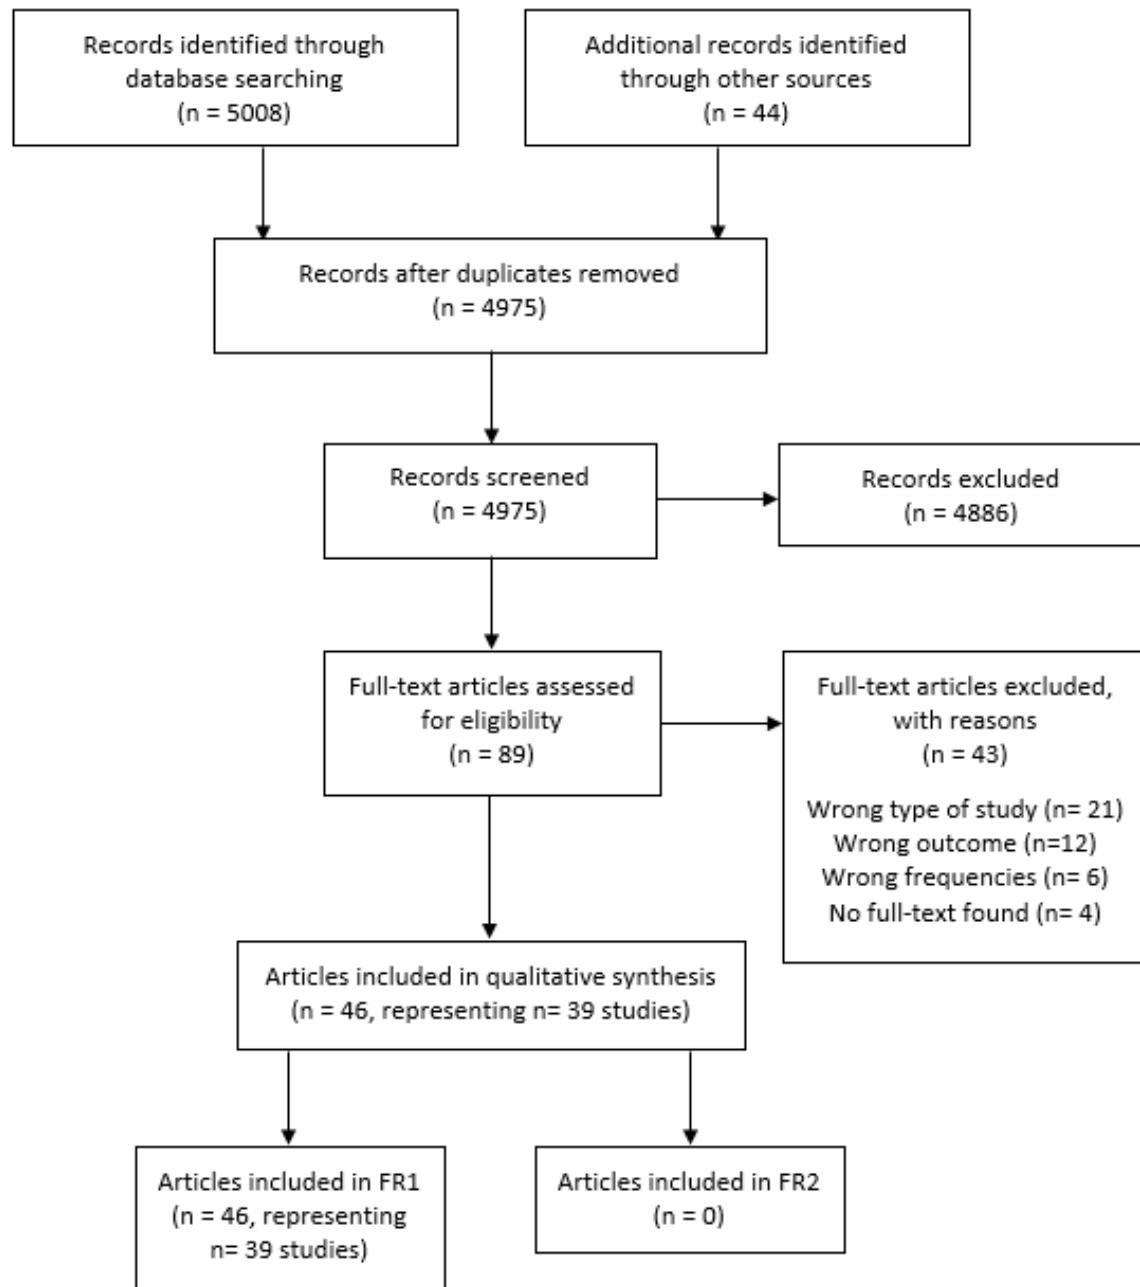 Records identified through
database searching
(n = 5008)
Additional records identified
through other sources
(n = 44)
Records after duplicates removed
(n = 4975)
Records screened
(n = 4975)
Records excluded
(n = 4886)
Full-text articles assessed
for eligibility
(n = 89)
Full-text articles excluded,
with reasons
(n = 43)
Wrong type of study (n= 21)
Wrong outcome (n=12)
Wrong frequencies (n= 6)
No full-text found (n= 4)
Articles included in qualitative synthesis
(n = 46, representing n= 39 studies)
Articles included in FR1
(n = 46, representing
n= 39 studies)
Articles included in FR2
(n = 0)